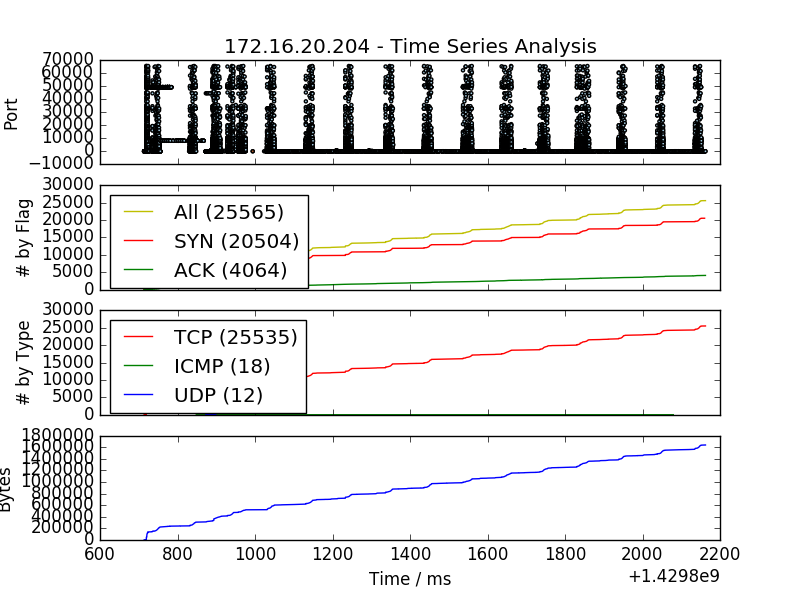 172.16.20.204 - Time Series Analysis
Port
70000
60000
50000
40000
30000
20000
10000
0
−10000
# by Flag
30000
25000
20000
15000
10000
5000
0
All (25565)
SYN (20504)
ACK (4064)
# by Type
30000
25000
20000
15000
10000
5000
0
TCP (25535)
ICMP (18)
UDP (12)
Bytes
1800000
1600000
1400000
1200000
1000000
800000
600000
400000
200000
0
600 800 1000 1200 1400 1600 1800 2000 2200
Time / ms
+1.4298e9